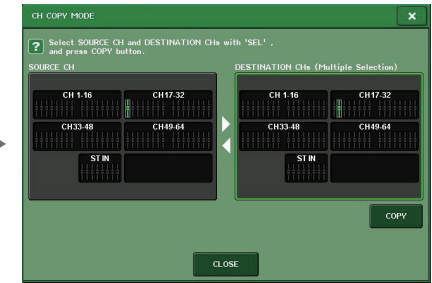 CH COPY MODE
×
? Select SOURCE CH and DESTINATION CHs with 'SEL' ,
and press COPY button.
SOURCE CH
DESTINATION CHs (Multiple Selection)
CH 1-16 CH17-32
CH33-48 CH49-64
ST IN
CH 1-16 CH17-32
CH33-48 CH49-64
ST IN
COPY
CLOSE